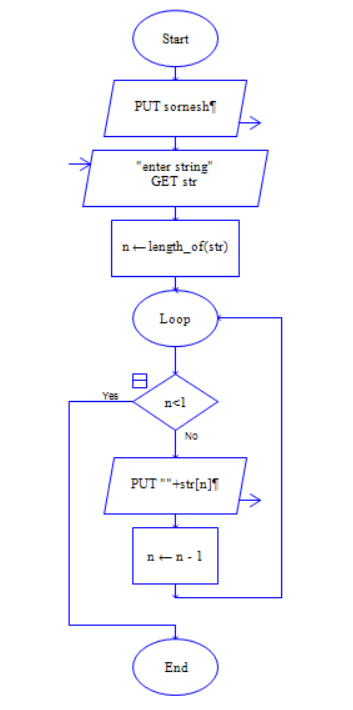 Start
PUT sornesh¶
"enter string"
GET str
n←length_of(str)
Loop
Yes
n<1
No
PUT ""+str[n]¶
n ← n - 1
End